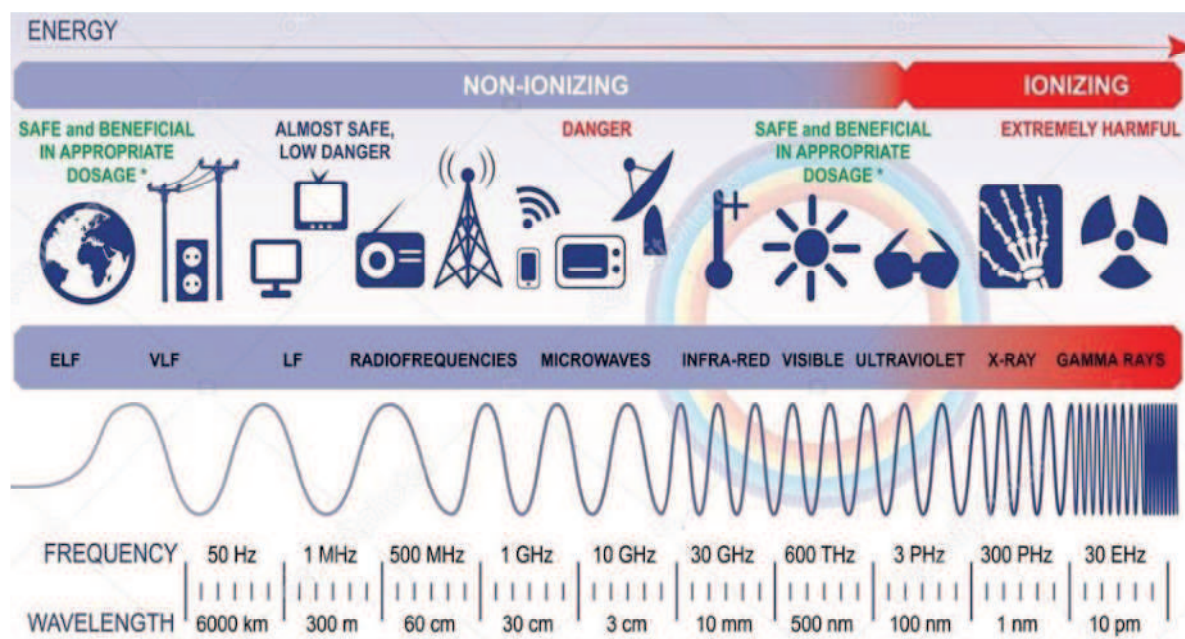 ENERGY
NON-IONIZING
IONIZING
SAFE and BENEFICIAL
IN APPROPRIATE
DOSAGE *
ALMOST SAFE,
LOW DANGER
DANGER
SAFE and BENEFICIAL
IN APPROPRIATE
DOSAGE *
EXTREMELY HARMFUL
ELF VLF LF RADIOFREQUENCIES MICROWAVES INFRA-RED VISIBLE ULTRAVIOLET X-RAY GAMMA RAYS
FREQUENCY 50 Hz 1 MHz 500 MHz 1 GHz 10 GHz 30 GHz 600 THz 3 PHz 300 PHz 30 EHz
WAVELENGTH 6000 km 300 m 60 cm 30 cm 3 cm 10 mm 500 nm 100 nm 1 nm 10 pm